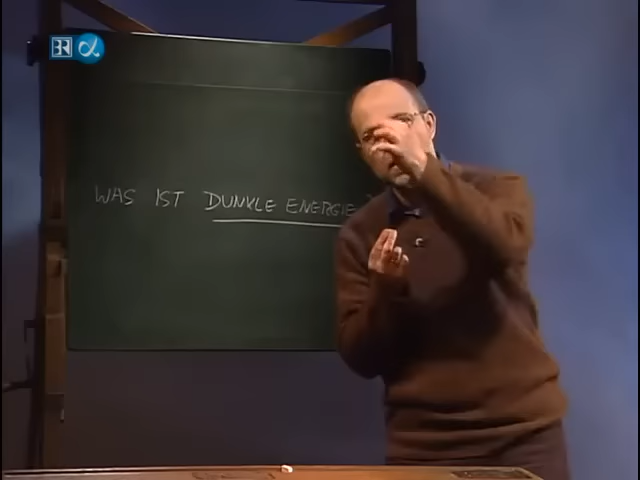 BR α
WAS IST DUNKLE ENERGIE